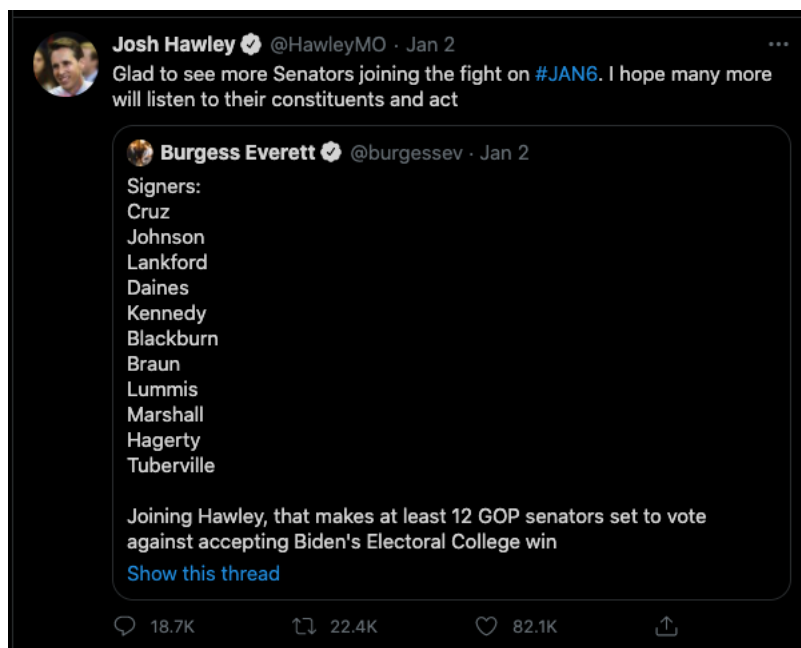 Josh Hawley @HawleyMO · Jan 2
Glad to see more Senators joining the fight on #JAN6. I hope many more
will listen to their constituents and act
Burgess Everett @burgessev · Jan 2
Signers:
Cruz
Johnson
Lankford
Daines
Kennedy
Blackburn
Braun
Lummis
Marshall
Hagerty
Tuberville
Joining Hawley, that makes at least 12 GOP senators set to vote
against accepting Biden's Electoral College win
Show this thread
18.7K 22.4K 82.1K